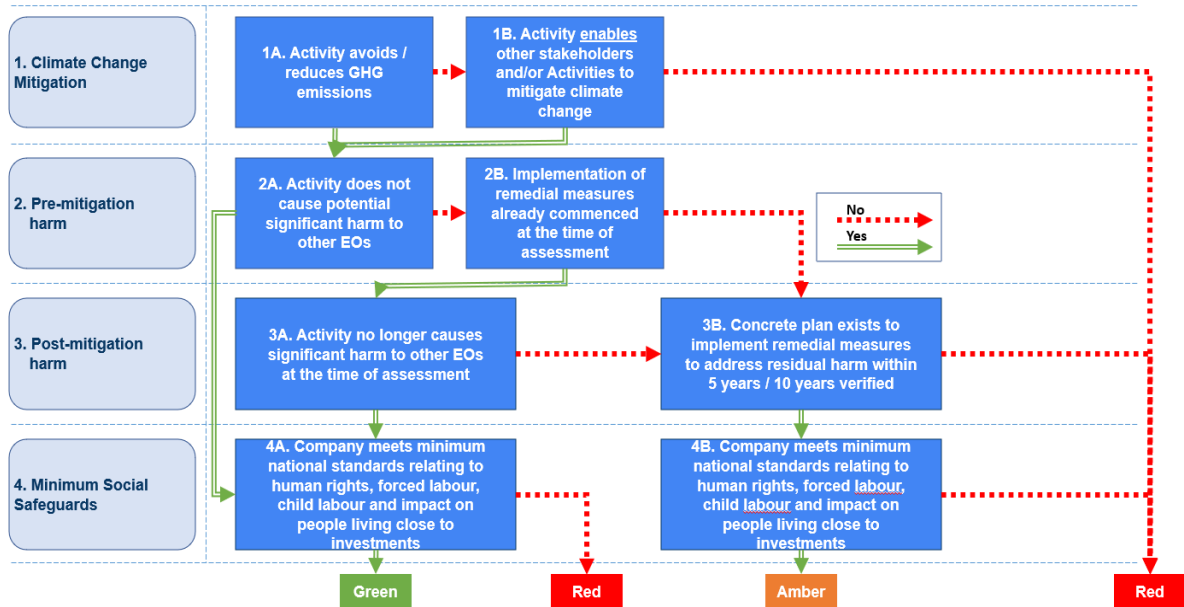 1. Climate Change
Mitigation
1A. Activity avoids /
reduces GHG
emissions
1B. Activity enables
other stakeholders
and/or Activities to
mitigate climate
change
2. Pre-mitigation
harm
2A. Activity does not
cause potential
significant harm to
other EOs
2B. Implementation of
remedial measures
already commenced
at the time of
assessment
No
Yes
3. Post-mitigation
harm
3A. Activity no longer causes
significant harm to other EOs
at the time of assessment
3B. Concrete plan exists to
implement remedial measures
to address residual harm within
5 years / 10 years verified
4. Minimum Social
Safeguards
4A. Company meets minimum
national standards relating to
human rights, forced labour,
child labour and impact on
people living close to
investments
4B. Company meets minimum
national standards relating to
human rights, forced labour,
child labour and impact on
people living close to
investments
Green
Red
Amber
Red